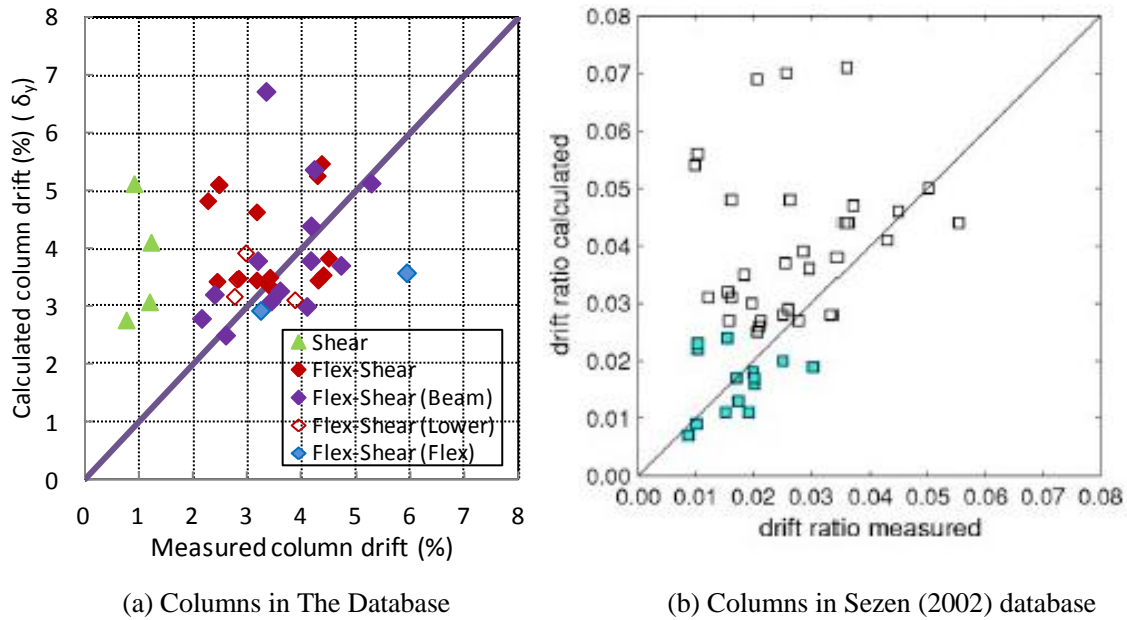 Calculated column drift (%) ( δy)
8
7
6
5
4
3
2
1
0
0 1 2 3 4 5 6 7 8
Measured column drift (%)
Shear
Flex-Shear
Flex-Shear (Beam)
Flex-Shear (Lower)
Flex-Shear (Flex)
(a) Columns in The Database
drift ratio calculated
0.08
0.07
0.06
0.05
0.04
0.03
0.02
0.01
0.00
0.00 0.01 0.02 0.03 0.04 0.05 0.06 0.07 0.08
drift ratio measured
(b) Columns in Sezen (2002) database